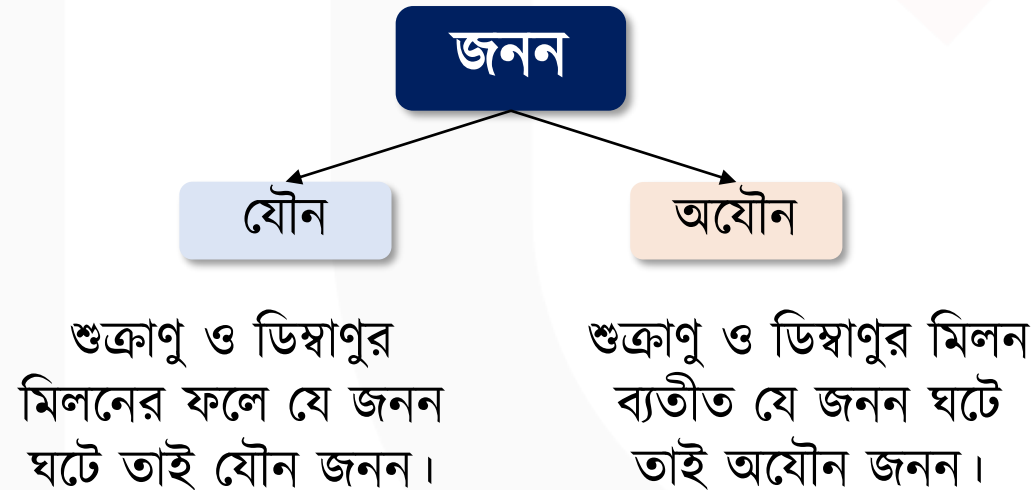 জনন
যৌন
অযৌন
শুক্রাণু ও ডিম্বাণুর
মিলনের ফলে যে জনন
ঘটে তাই যৌন জনন।
শুক্রাণু ও ডিম্বাণুর মিলন
ব্যতীত যে জনন ঘটে
তাই অযৌন জনন।